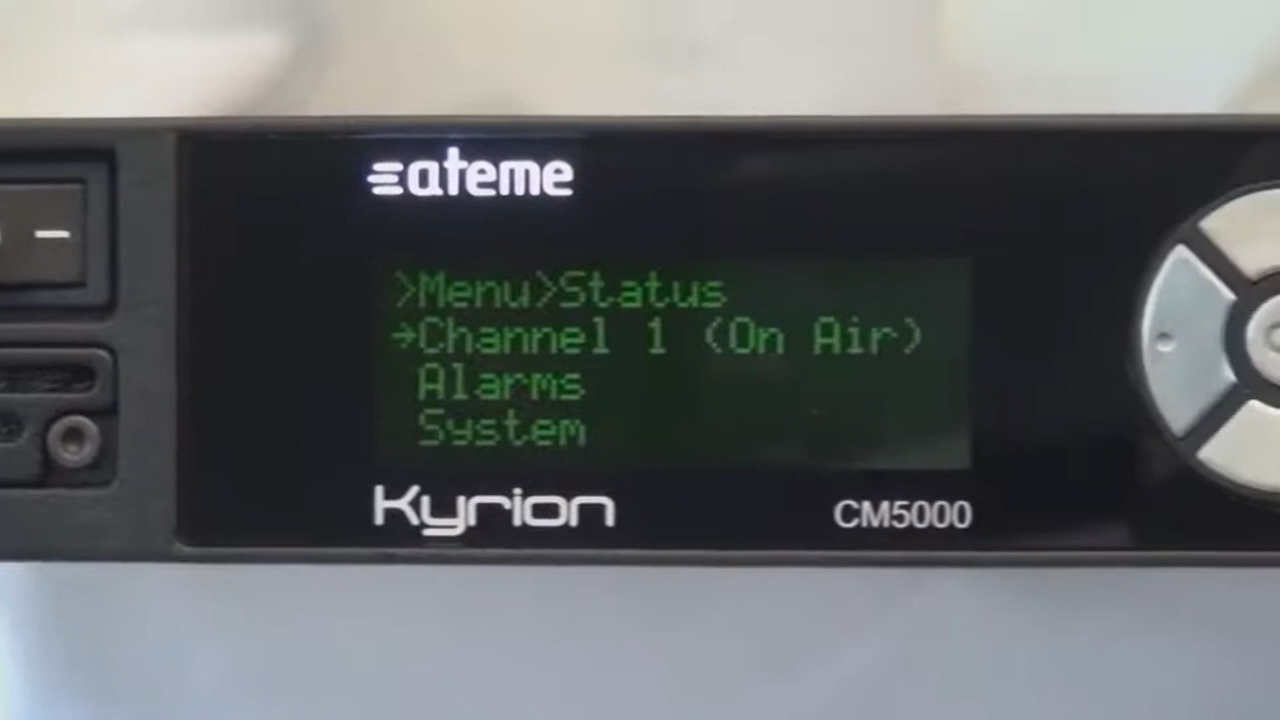 ateme
>Menu>Status
→Channel 1 (On Air)
Alarms
System
Kyrion
CM5000